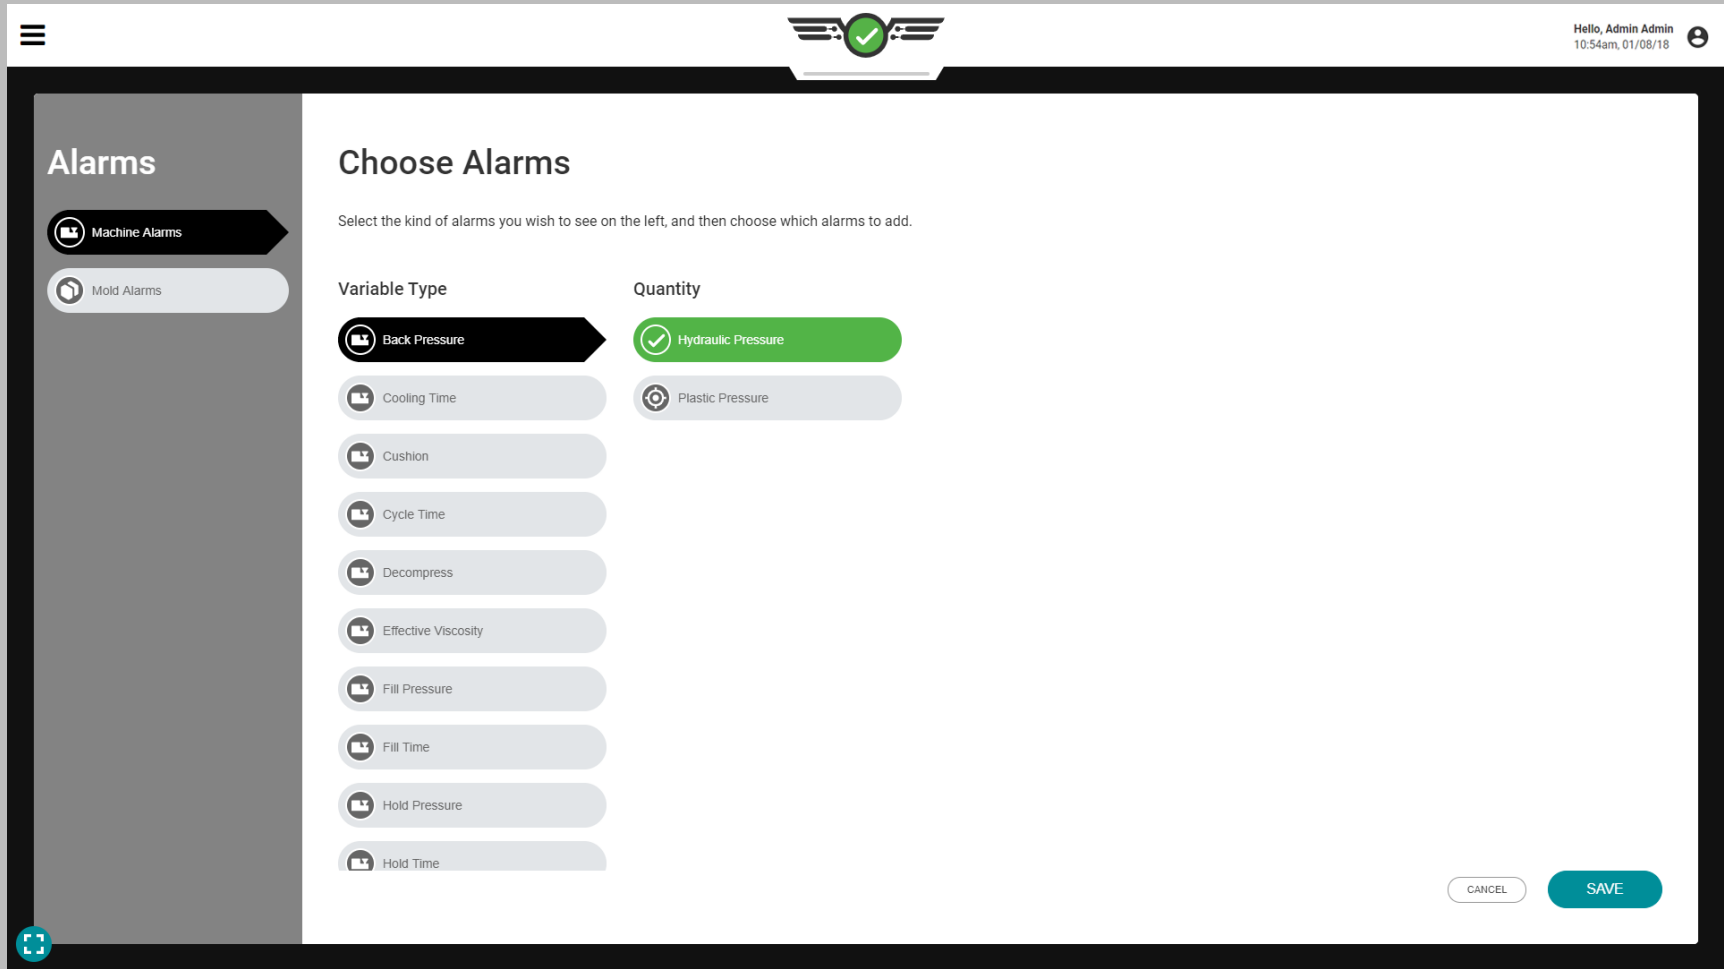 Hello, Admin Admin
10:54am, 01/08/18
Alarms
Machine Alarms
Mold Alarms
Choose Alarms
Select the kind of alarms you wish to see on the left, and then choose which alarms to add.
Variable Type
Back Pressure
Cooling Time
Cushion
Cycle Time
Decompress
Effective Viscosity
Fill Pressure
Fill Time
Hold Pressure
Hold Time
Quantity
Hydraulic Pressure
Plastic Pressure
CANCEL
SAVE